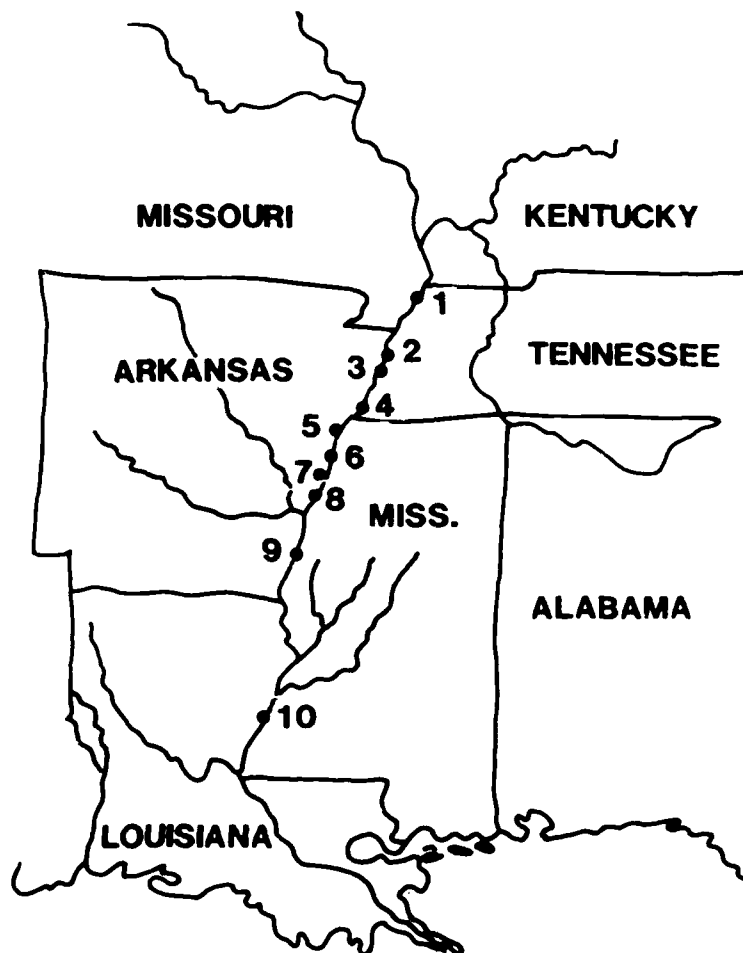 MISSOURI
KENTUCKY
1
ARKANSAS
2
3
TENNESSEE
4
5
6
7
8
MISS.
9
ALABAMA
10
LOUISIANA